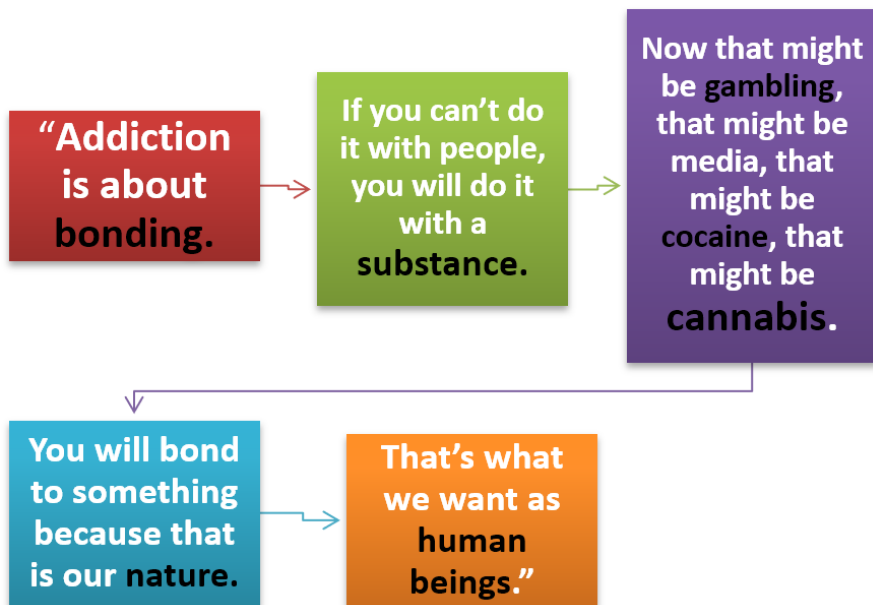 “Addiction
is about
bonding.
If you can’t do
it with people,
you will do it
with a
substance.
Now that might
be gambling,
that might be
media, that
might be
cocaine, that
might be
cannabis.
You will bond
to something
because that
is our nature.
That’s what
we want as
human
beings.”